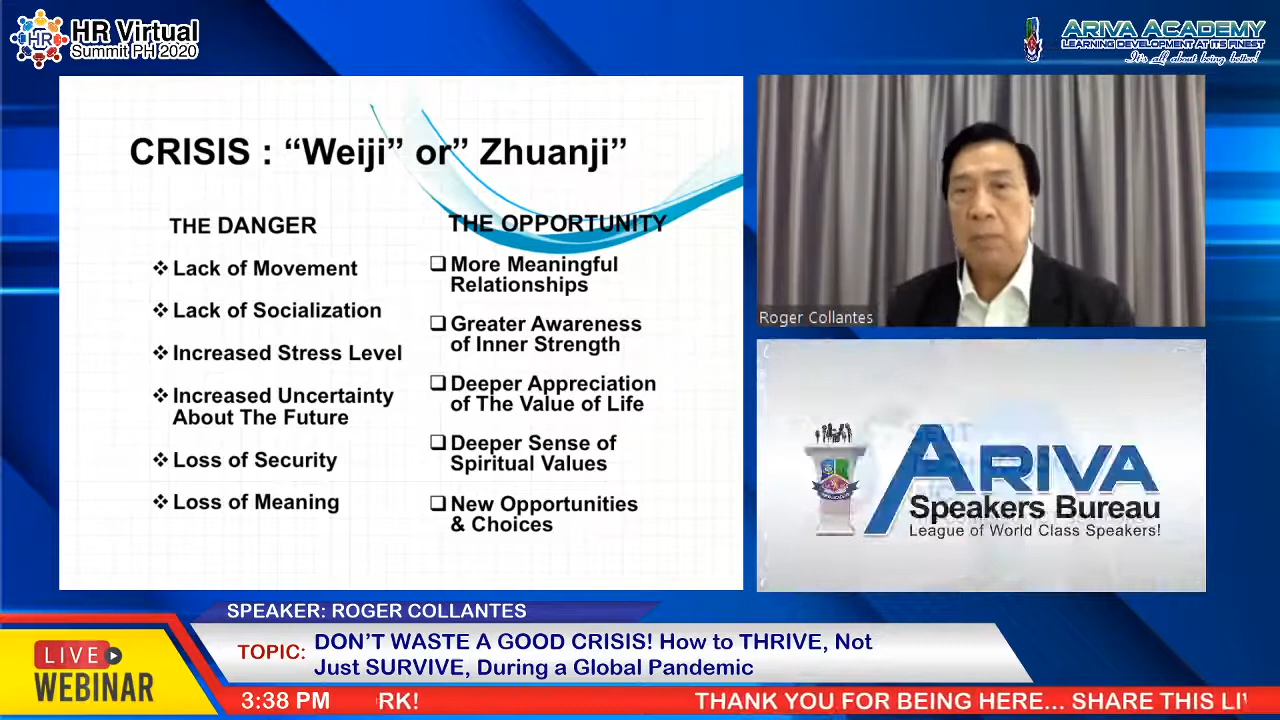 HR Virtual
Summit PH 2020
HR
ARIVA ACADEMY
LEARNING DEVELOPMENT AT ITS FINEST
It's all about being better!
CRISIS : “Weiji” or” Zhuanji”
THE DANGER
❖ Lack of Movement
❖ Lack of Socialization
❖ Increased Stress Level
❖ Increased Uncertainty
About The Future
❖ Loss of Security
❖ Loss of Meaning
THE OPPORTUNITY
❑ More Meaningful
Relationships
❑ Greater Awareness
of Inner Strength
❑ Deeper Appreciation
of The Value of Life
❑ Deeper Sense of
Spiritual Values
❑ New Opportunities
& Choices
Roger Collantes
ARIVA
Speakers Bureau
League of World Class Speakers!
SPEAKER: ROGER COLLANTES
TOPIC: DON’T WASTE A GOOD CRISIS! How to THRIVE, Not
Just SURVIVE, During a Global Pandemic
LIVE
WEBINAR
3:38 PM
RK!
THANK YOU FOR BEING HERE... SHARE THIS LI